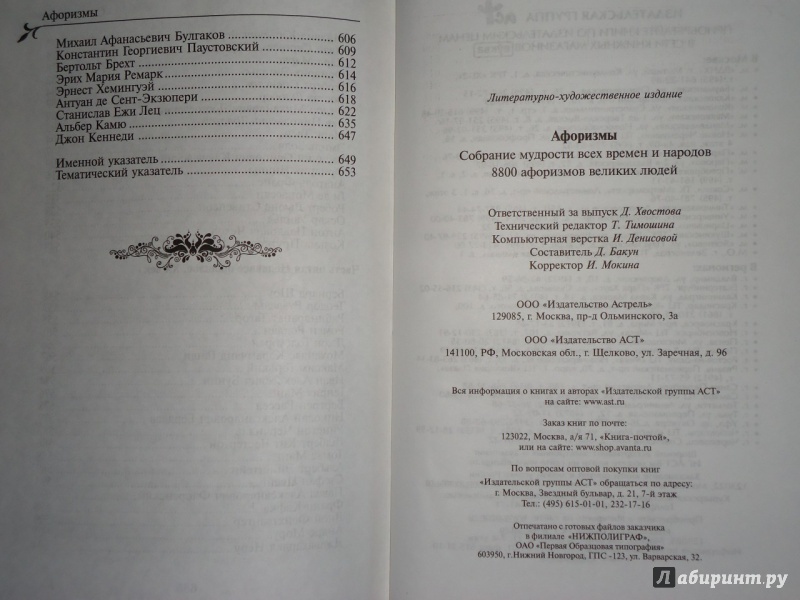 Афоризмы
Михаил Афанасьевич Булгаков 606
Константин Георгиевич Паустовский 609
Бертольт Брехт 612
Эрих Мария Ремарк 614
Эрнест Хемингуэй 616
Антуан де Сент-Экзюпери 618
Станислав Ежи Лец 622
Альбер Камю 635
Джон Кеннеди 647
Именной указатель 649
Тематический указатель 653
Литературно-художественное издание
Афоризмы
Собрание мудрости всех времен и народов
8800 афоризмов великих людей
Ответственный за выпуск Д. Хвостова
Технический редактор Т. Тимошина
Компьютерная верстка И. Денисовой
Составитель Д. Бакун
Корректор И. Мокина
ООО «Издательство Астрель»
129085, г. Москва, пр-д Ольминского, 3а
ООО «Издательство АСТ»
141100, РФ, Московская обл., г. Щелково, ул. Заречная, д. 96
Вся информация о книгах и авторах «Издательской группы АСТ»
на сайте: www.ast.ru
Заказ книг по почте:
123022, Москва, а/я 71, «Книга-почтой»,
или на сайте: www.shop.avanta.ru
По вопросам оптовой покупки книг
«Издательской группы АСТ» обращаться по адресу:
г. Москва, Звездный бульвар, д. 21, 7-й этаж
Тел.: (495) 615-01-01, 232-17-16
Отпечатано с готовых файлов заказчика
в филиале «НИЖПОЛИГРАФ»,
ОАО «Первая Образцовая типография»
603950, г.Нижний Новгород, ГПС -123, ул. Варварская, 32.
Лабиринт.ру